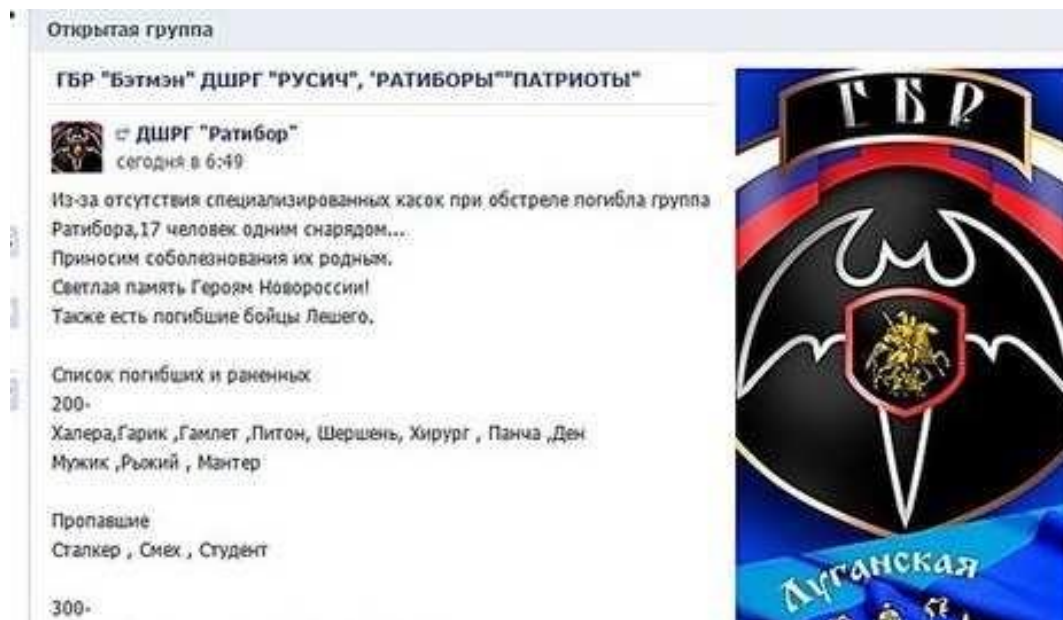 Открытая группа
ГБР "Бэтмэн" ДШРГ "РУСИЧ", "РАТИБОРЫ""ПАТРИОТЫ"
ДШРГ "Ратибор"
сегодня в 6:49
Из-за отсутствия специализированных касок при обстреле погибла группа
Ратибора,17 человек одним снарядом...
Приносим соболезнования их родным.
Светлая память Героям Новороссии!
Также есть погибшие бойцы Лешего.
Список погибших и раненных
200-
Халера,Гарик ,Гамлет ,Питон, Шершень, Хирург , Панча ,Ден
Мужик ,Рыжий , Мантер
Пропавшие
Сталкер , Смех , Студент
300-
ГБР
Луганская